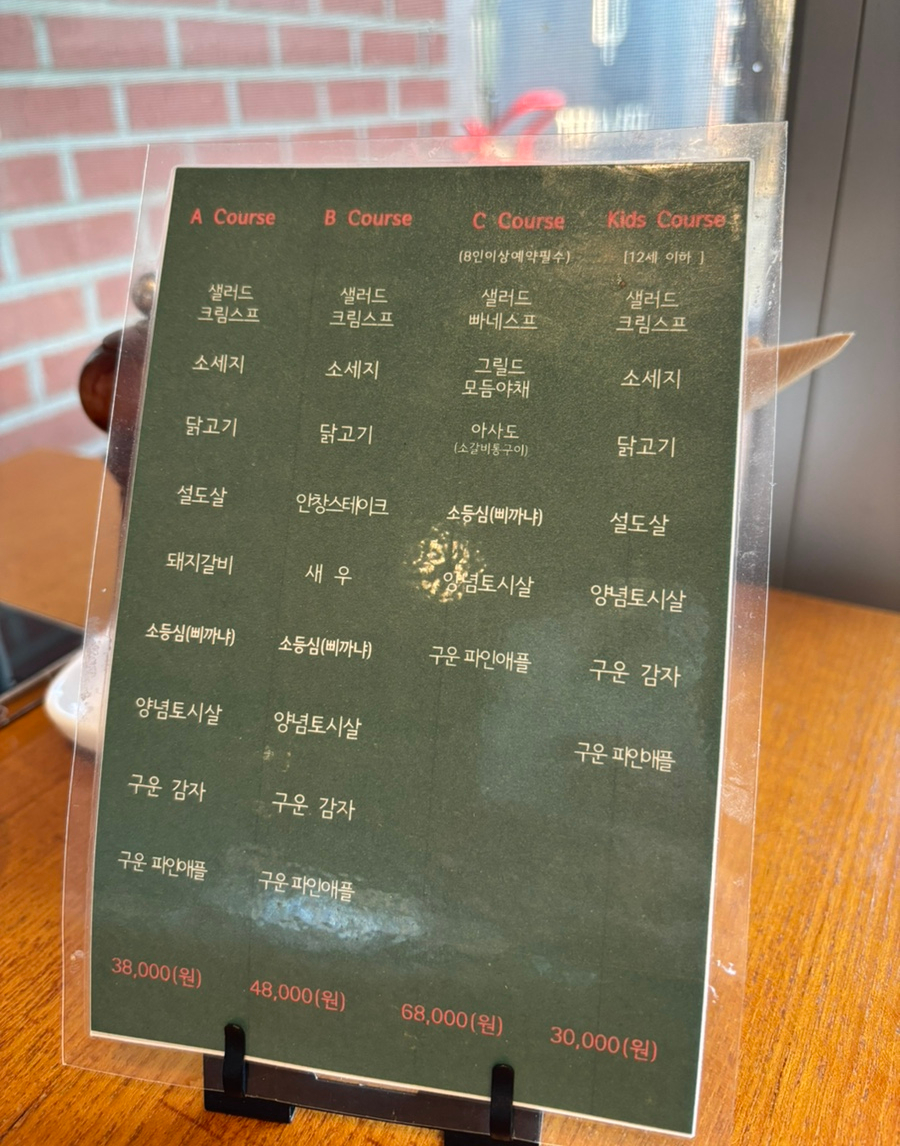 A Course
샐러드
크림스프
소세지
닭고기
설도살
돼지갈비
소등심(삐까냐)
양념토시살
구운 감자
구운 파인애플
38,000(원)
B Course
샐러드
크림스프
소세지
닭고기
안창스테이크
새 우
소등심(삐까냐)
양념토시살
구운 감자
구운 파인애플
48,000(원)
C Course
(8인이상예약필수)
샐러드
빠네스프
그릴드
모듬야채
아사도
(소갈비통구이)
소등심(삐까냐)
양념토시살
구운 파인애플
68,000(원)
Kids Course
[12세 이하 ]
샐러드
크림스프
소세지
닭고기
설도살
양념토시살
구운 감자
구운 파인애플
30,000(원)